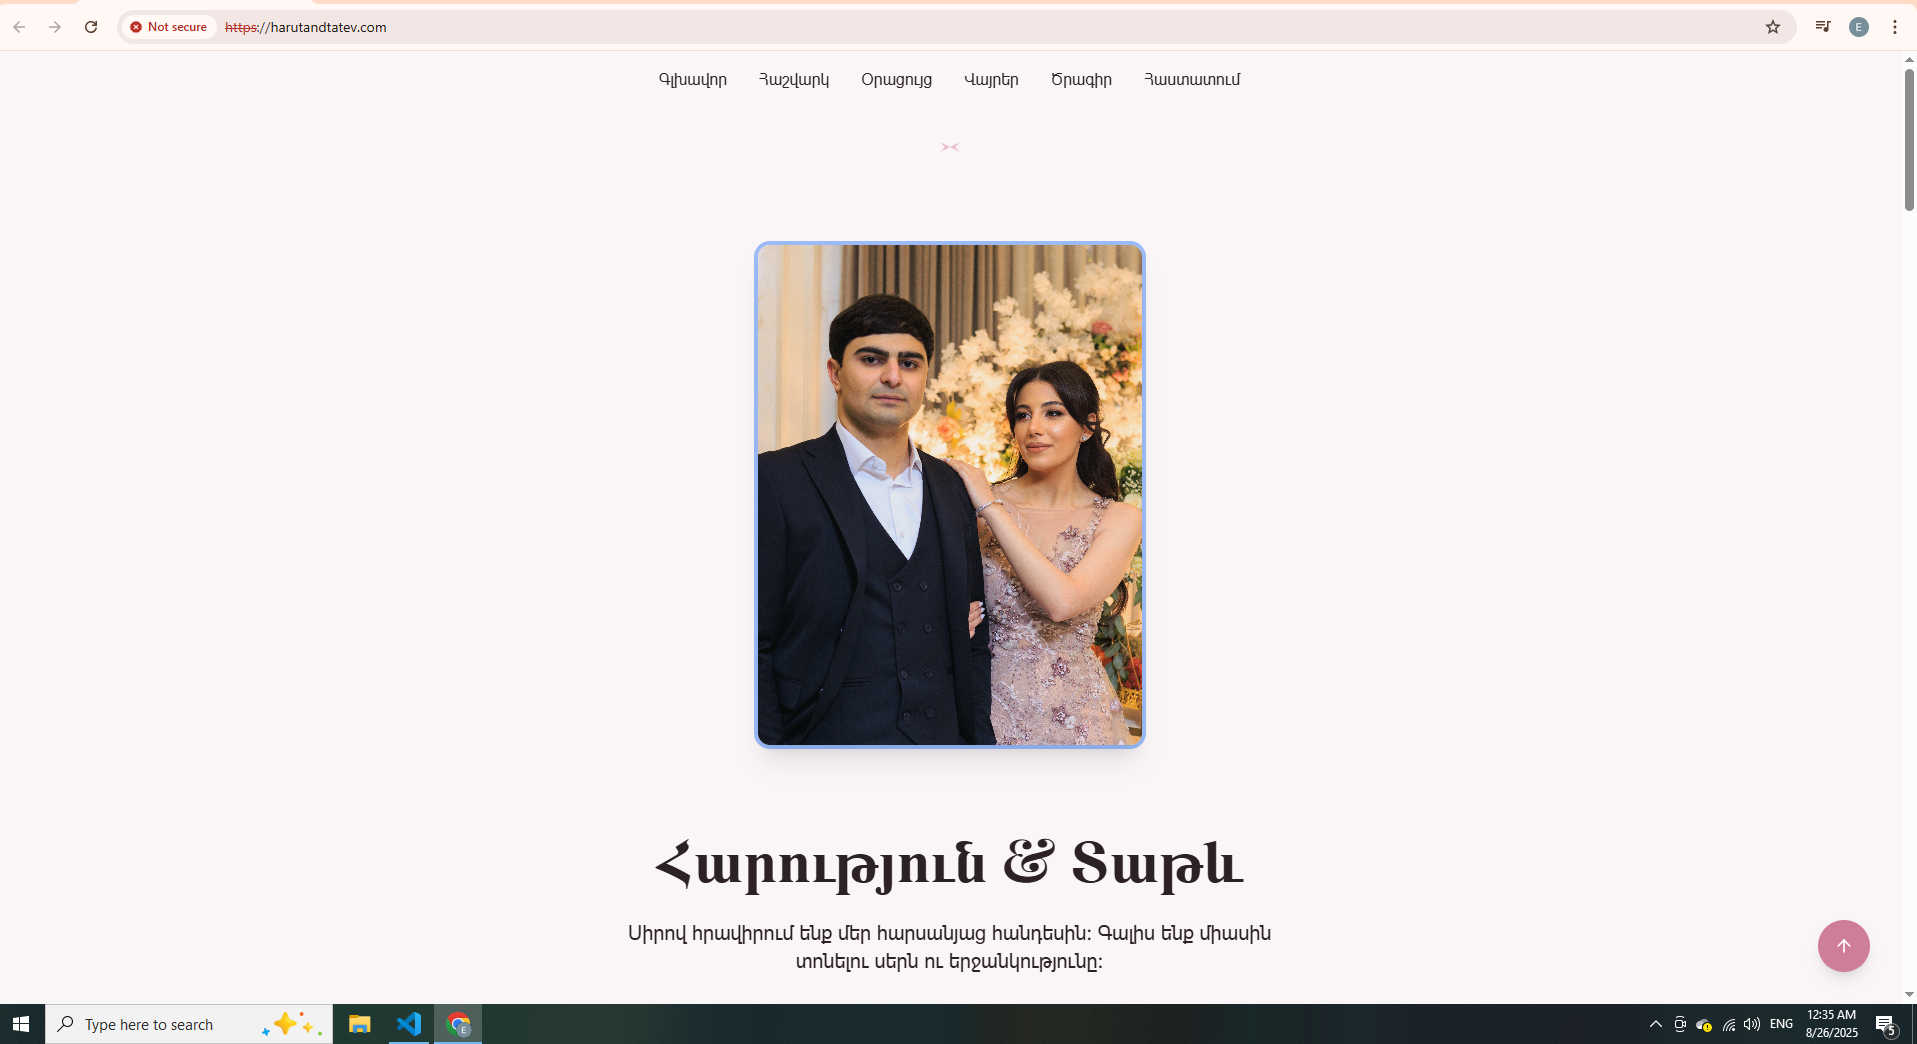 Not secure https://harutandtatev.com E
Գլխավոր Հաշվարկ Օրացույց Վայրեր Ծրագիր Հաստատում
Հարություն & Տաթև
Սիրով հրավիրում ենք մեր հարսանյաց հանդեսին: Գալիս ենք միասին
տոնելու սերն ու երջանկությունը:
Type here to search E ENG 12:35 AM
8/26/2025 5